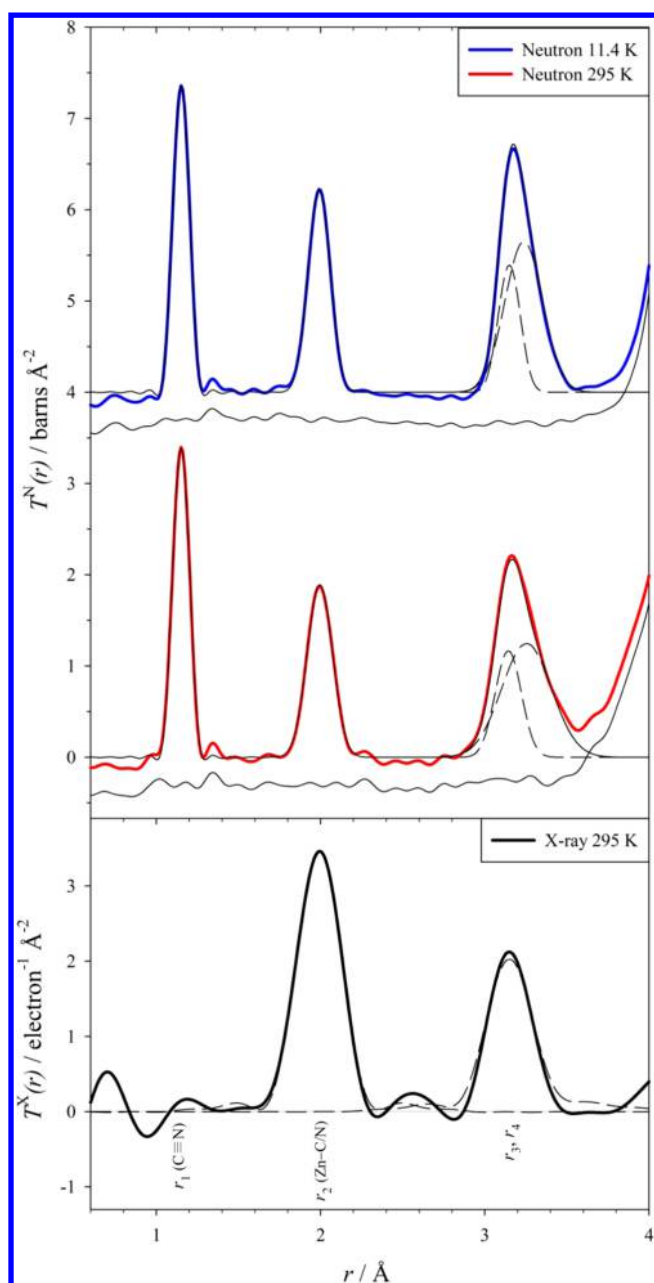 8
Neutron 11.4 K
Neutron 295 K
7
6
5
4
T^N(r) / barns Å^-2
3
2
1
0
X-ray 295 K
3
2
1
0
-1
T^X(r) / electron^-1 Å^-2
r_1 (C≡N)
r_2 (Zn–C/N)
r_3, r_4
1 2 3 4
r / Å